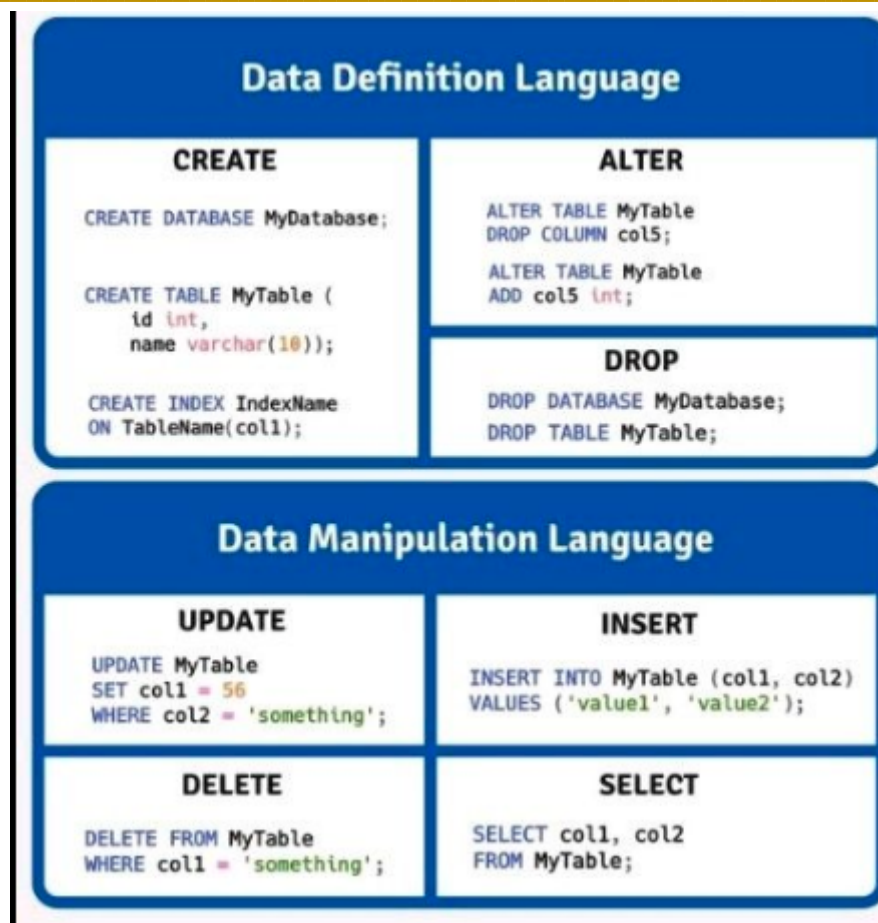 Data Definition Language
CREATE
CREATE DATABASE MyDatabase;
CREATE TABLE MyTable (
id int,
name varchar(10));
CREATE INDEX IndexName
ON TableName(col1);
ALTER
ALTER TABLE MyTable
DROP COLUMN col5;
ALTER TABLE MyTable
ADD col5 int;
DROP
DROP DATABASE MyDatabase;
DROP TABLE MyTable;
Data Manipulation Language
UPDATE
UPDATE MyTable
SET col1 = 56
WHERE col2 = 'something';
INSERT
INSERT INTO MyTable (col1, col2)
VALUES ('value1', 'value2');
DELETE
DELETE FROM MyTable
WHERE col1 = 'something';
SELECT
SELECT col1, col2
FROM MyTable;